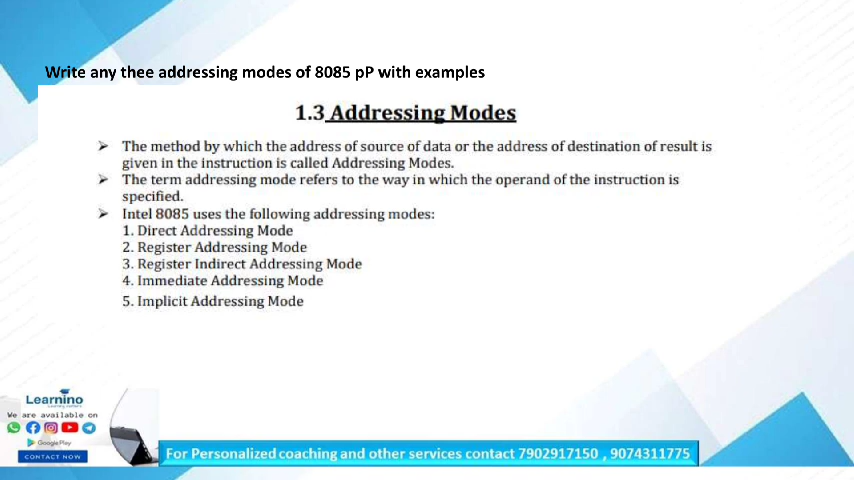 Write any thee addressing modes of 8085 pP with examples
1.3 Addressing Modes
➢ The method by which the address of source of data or the address of destination of result is
given in the instruction is called Addressing Modes.
➢ The term addressing mode refers to the way in which the operand of the instruction is
specified.
➢ Intel 8085 uses the following addressing modes:
1. Direct Addressing Mode
2. Register Addressing Mode
3. Register Indirect Addressing Mode
4. Immediate Addressing Mode
5. Implicit Addressing Mode
Learnino
We are available on
Google Play
CONTACT NOW
For Personalized coaching and other services contact 7902917150 , 9074311775